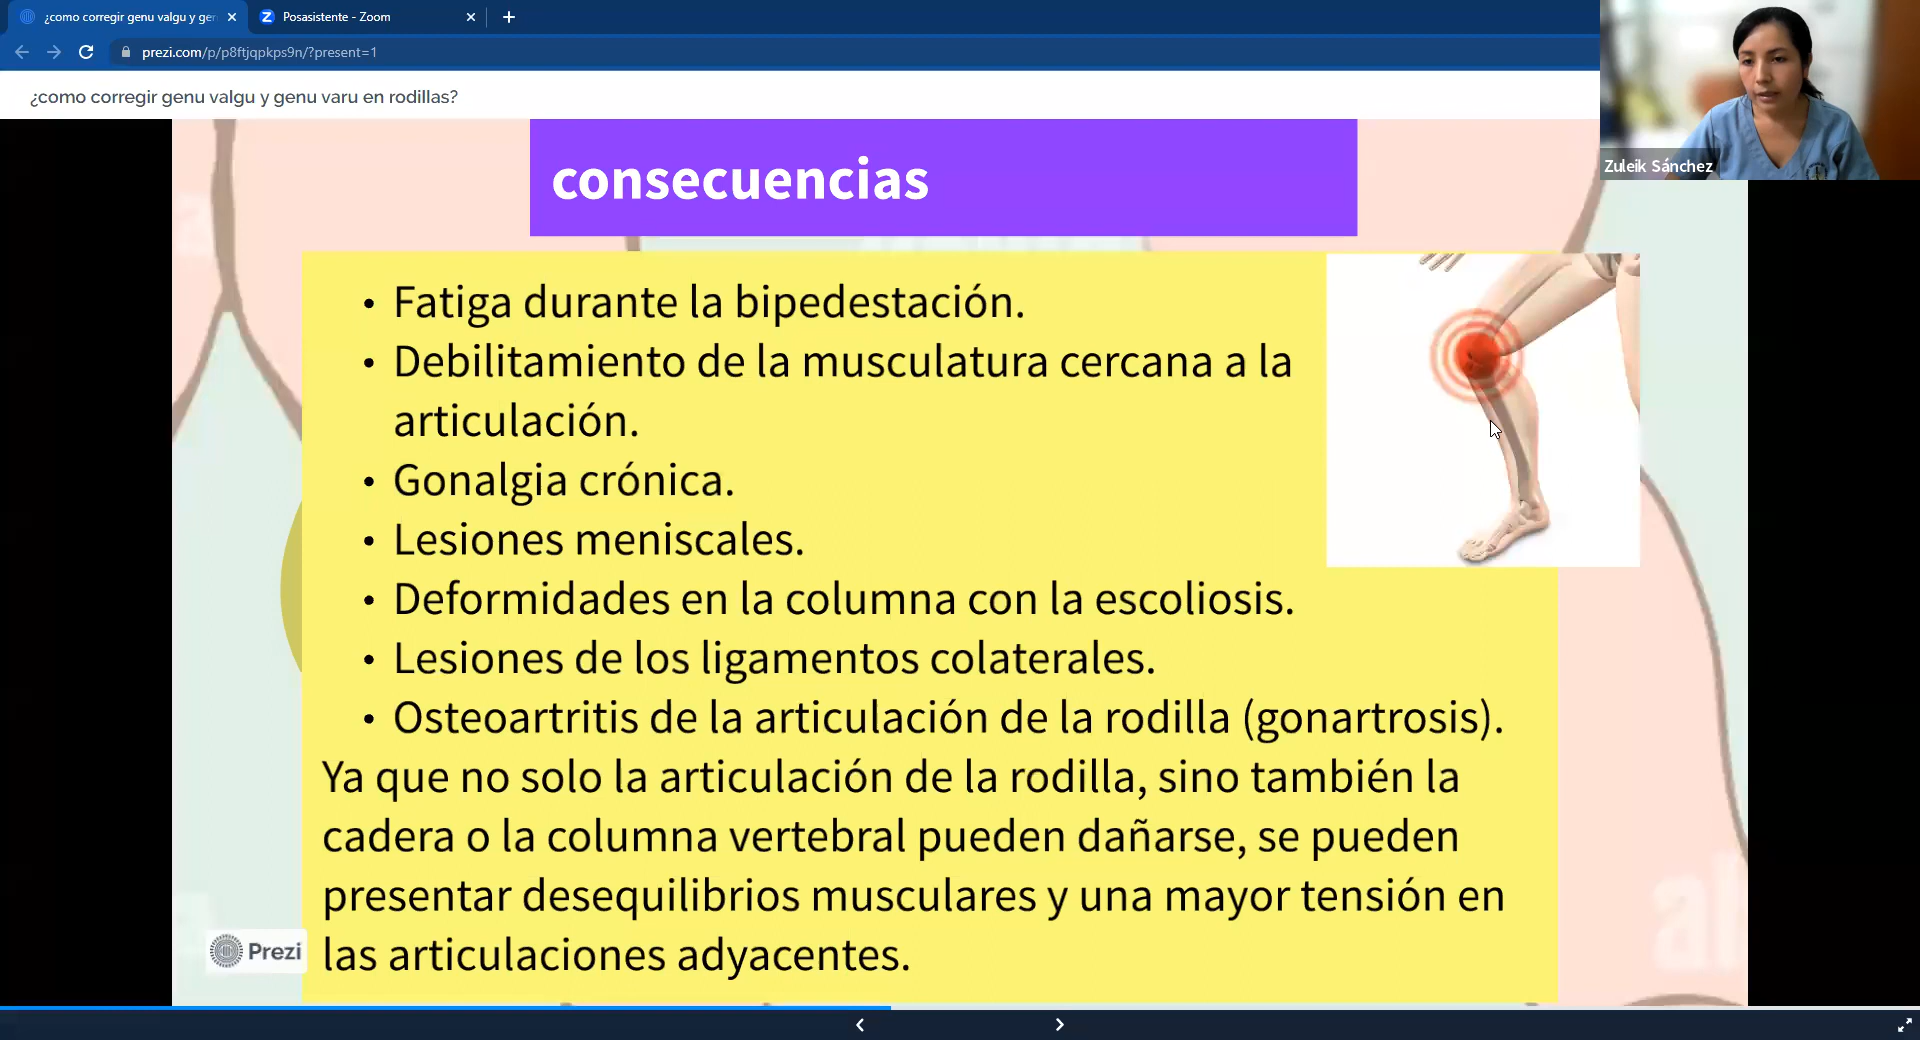 ¿como corregir genu valgu y ger
Posasistente - Zoom
prezi.com/p/p8ftjqpkps9n/?present=1
¿como corregir genu valgu y genu varu en rodillas?
Zuleik Sánchez
consecuencias
• Fatiga durante la bipedestación.
• Debilitamiento de la musculatura cercana a la
articulación.
• Gonalgia crónica.
• Lesiones meniscales.
• Deformidades en la columna con la escoliosis.
• Lesiones de los ligamentos colaterales.
• Osteoartritis de la articulación de la rodilla (gonartrosis).
Ya que no solo la articulación de la rodilla, sino también la
cadera o la columna vertebral pueden dañarse, se pueden
presentar desequilibrios musculares y una mayor tensión en
las articulaciones adyacentes.
Prezi